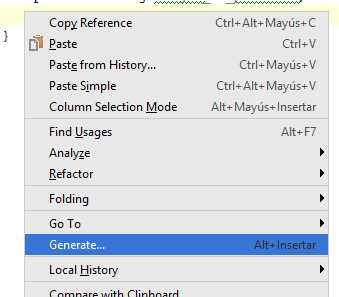 }
Copy Reference Ctrl+Alt+Mayús+C
Paste Ctrl+V
Paste from History... Ctrl+Mayús+V
Paste Simple Ctrl+Alt+Mayús+V
Column Selection Mode Alt+Mayús+Insertar
Find Usages Alt+F7
Analyze
Refactor
Folding
Go To
Generate... Alt+Insertar
Local History
Compare with Clipboard